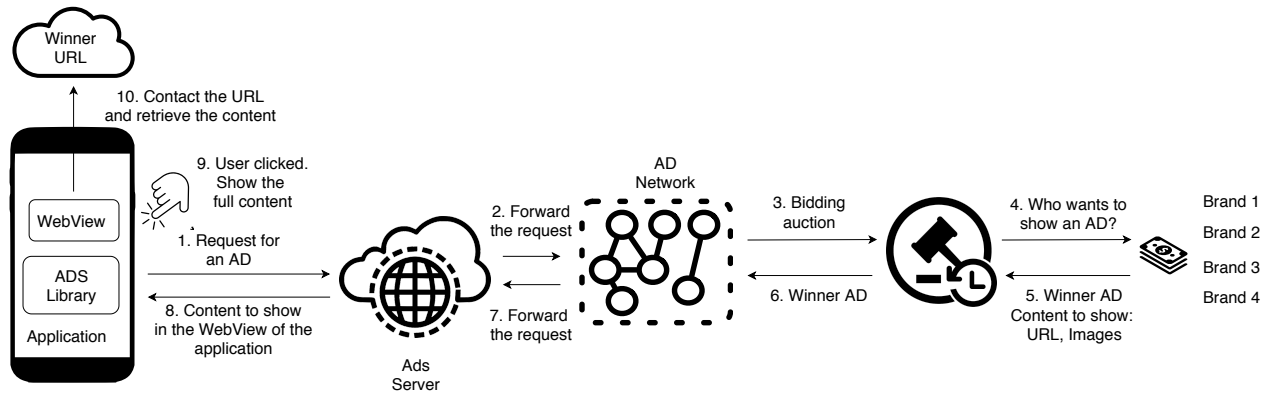 Winner
URL
10. Contact the URL
and retrieve the content
9. User clicked.
Show the
full content
WebView
ADS
Library
Application
1. Request for
an AD
8. Content to show
in the WebView of the
application
Ads
Server
2. Forward
the request
7. Forward
the request
AD
Network
3. Bidding
auction
6. Winner AD
4. Who wants to
show an AD?
5. Winner AD
Content to show:
URL, Images
Brand 1
Brand 2
Brand 3
Brand 4